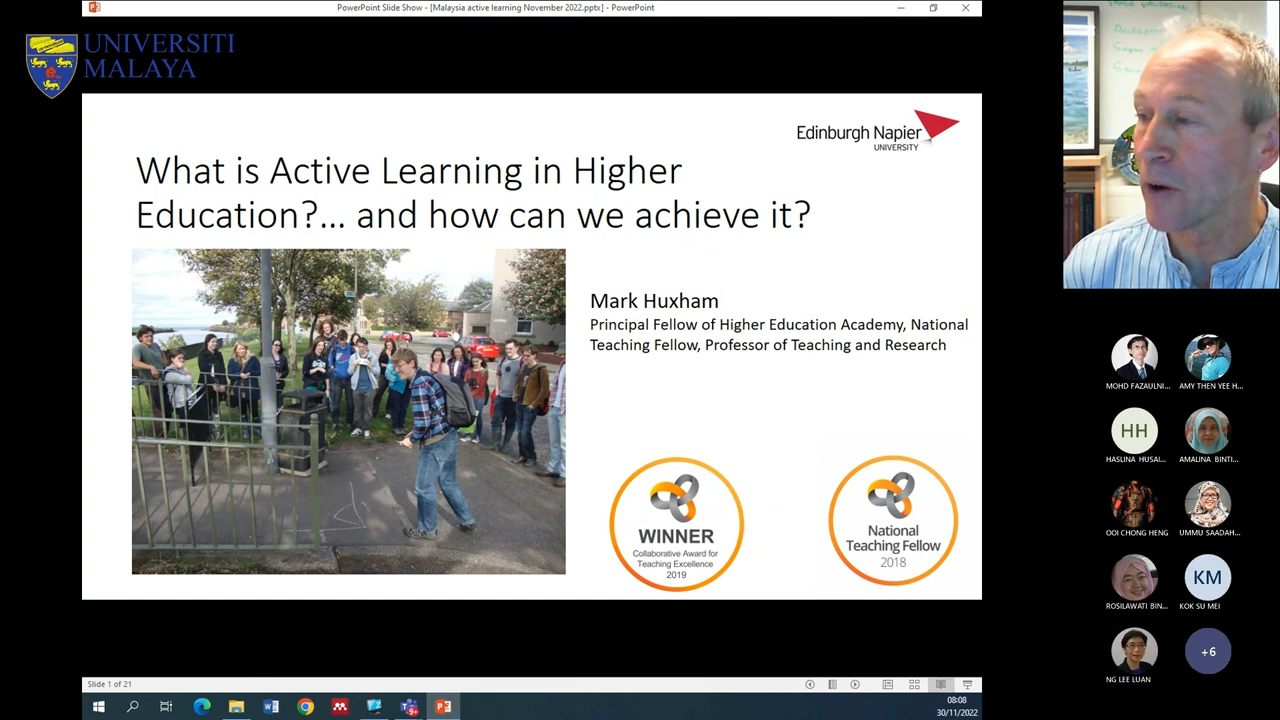 PowerPoint Slide Show - [Malaysia active learning November 2022.pptx] - PowerPoint
UNIVERSITI
MALAYA
Edinburgh Napier
UNIVERSITY
What is Active Learning in Higher
Education?... and how can we achieve it?
Mark Huxham
Principal Fellow of Higher Education Academy, National
Teaching Fellow, Professor of Teaching and Research
WINNER
Collaborative Award for
Teaching Excellence
2019
National
Teaching Fellow
2018
MOHD FAZAULNI...
AMY THEN YEE H...
HH
HASLINA HUSAI...
AMALINA BINTI...
OOI CHONG HENG
UMMU SAADAH...
ROSILAWATI BIN...
KM
KOK SU MEI
NG LEE LUAN
+6
Slide 1 of 21
08:08
30/11/2022